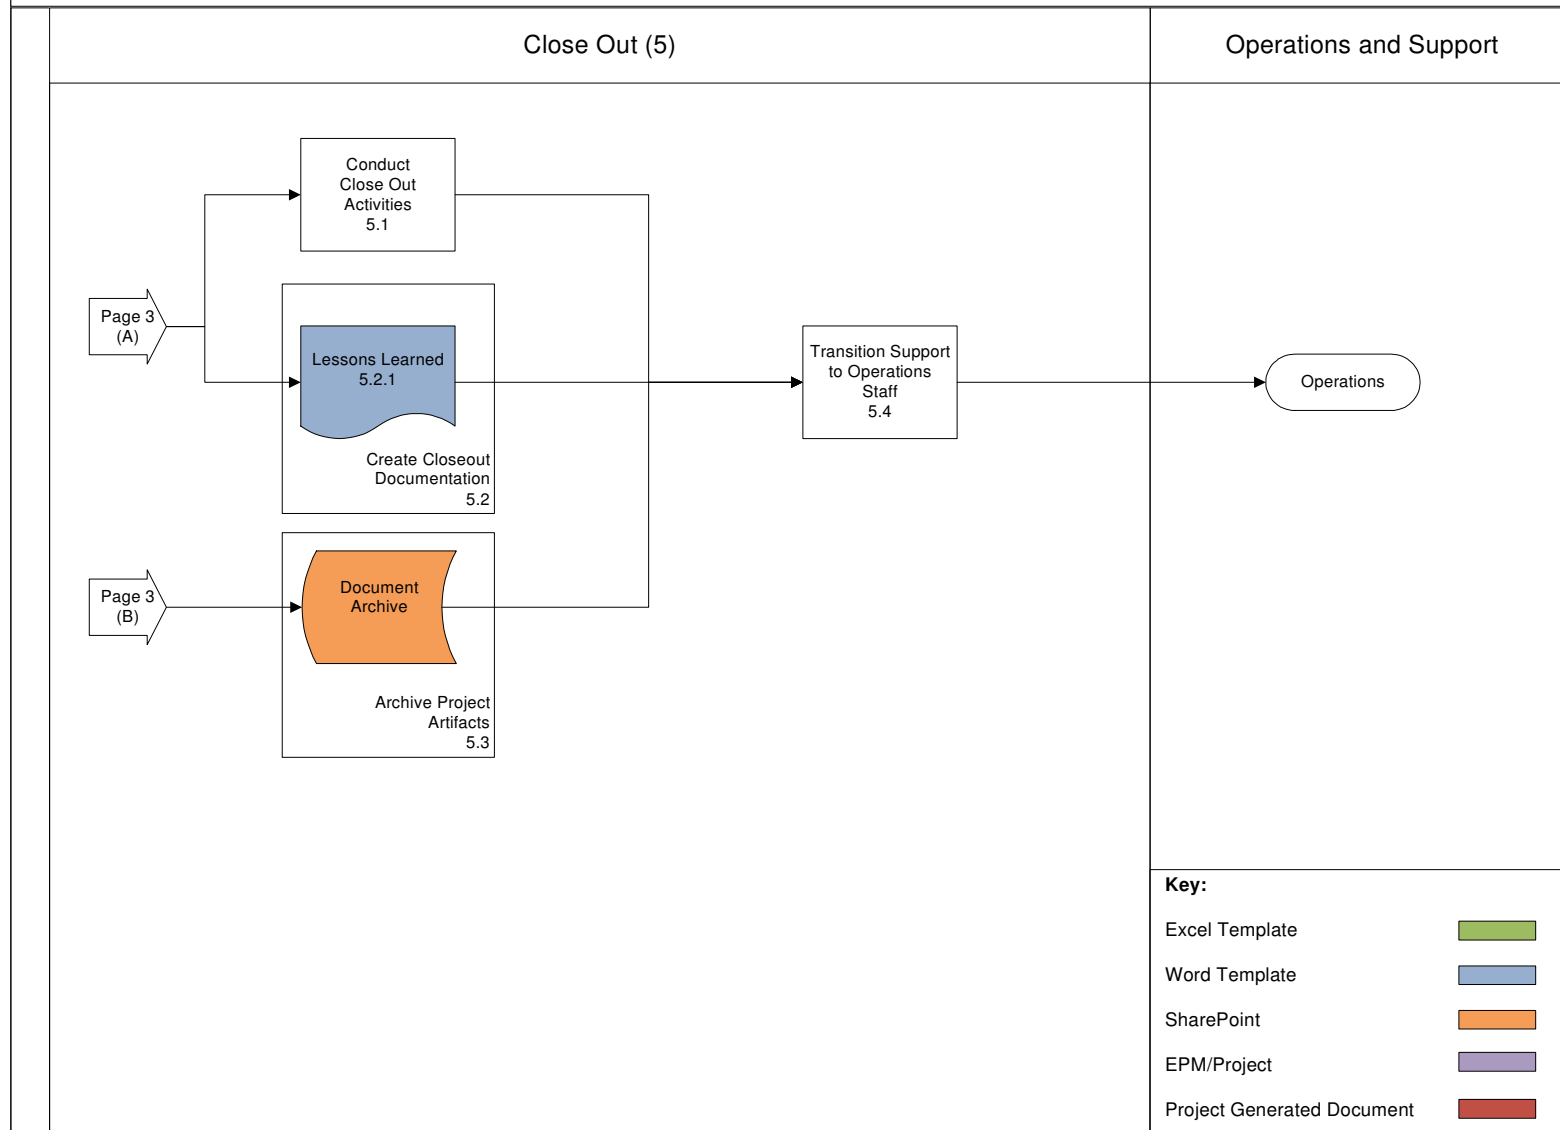 Close Out (5)
Operations and Support
Conduct
Close Out
Activities
5.1
Page 3
(A)
Lessons Learned
5.2.1
Create Closeout
Documentation
5.2
Transition Support
to Operations
Staff
5.4
Operations
Page 3
(B)
Document
Archive
Archive Project
Artifacts
5.3
Key:
Excel Template
Word Template
SharePoint
EPM/Project
Project Generated Document